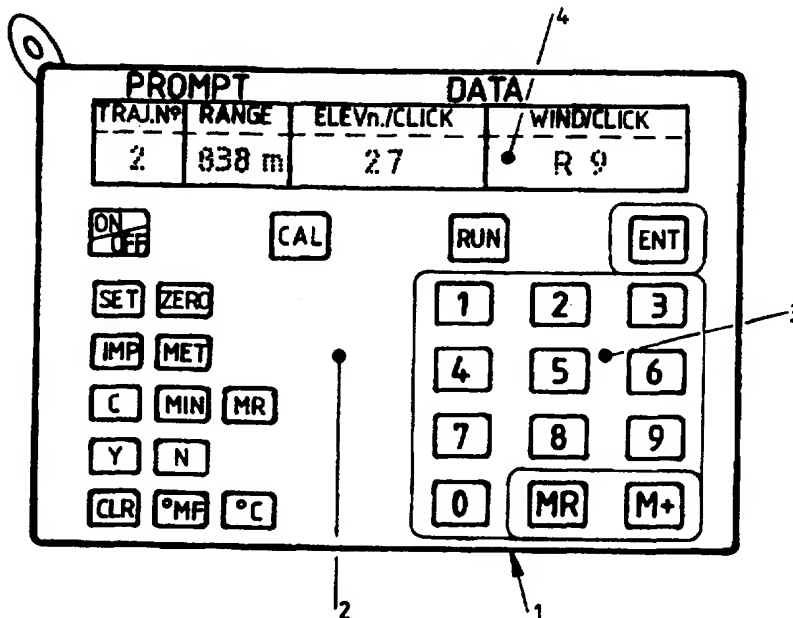 4
PROMPT DATA/
TRAJ.Nº RANGE ELEVn./CLICK WIND/CLICK
2 838 m 27 R 9
ON OFF CAL RUN ENT
SET ZERO 1 2 3
3
IMP MET 4 5 6
C MIN MR 7 8 9
Y N
CLR °MF °C 0 MR M+
2 1